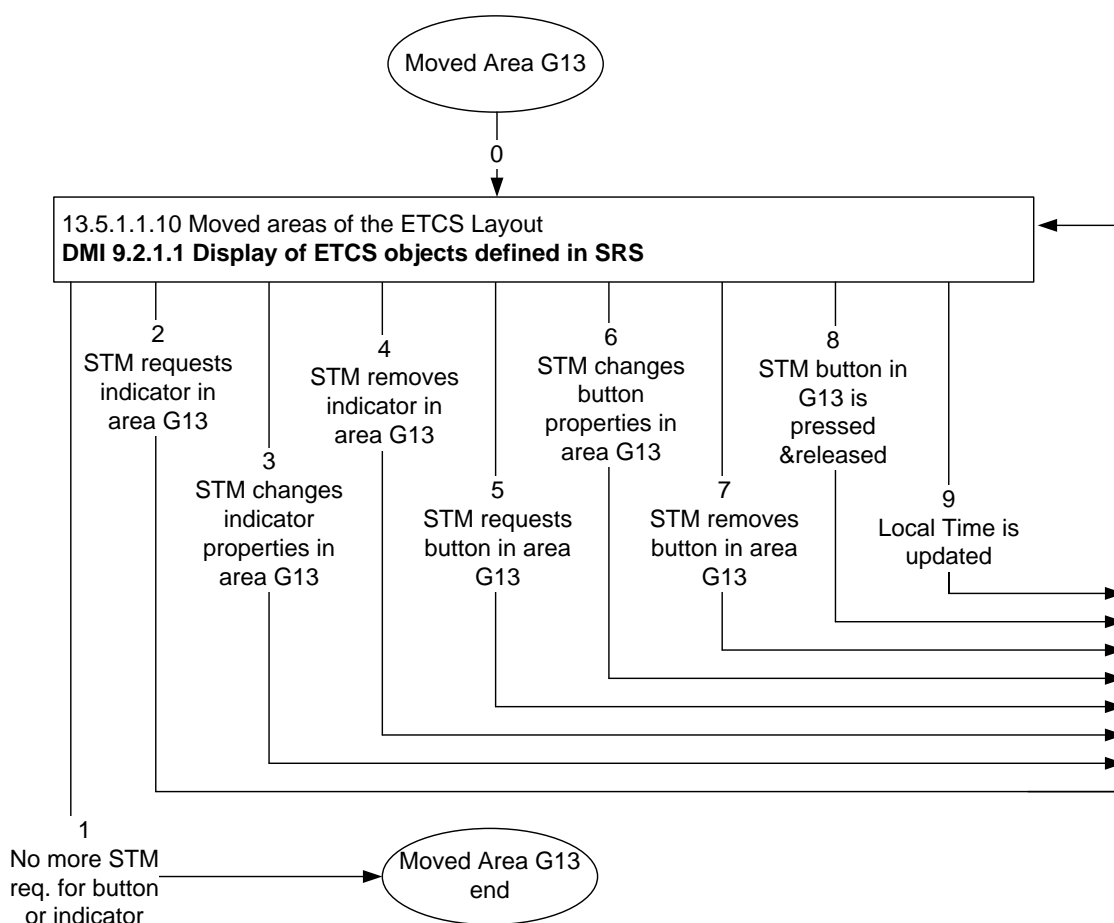 Moved Area G13
0
13.5.1.1.10 Moved areas of the ETCS Layout
DMI 9.2.1.1 Display of ETCS objects defined in SRS
2
STM requests
indicator in
area G13
3
STM changes
indicator
properties in
area G13
4
STM removes
indicator in
area G13
5
STM requests
button in area
G13
6
STM changes
button
properties in
area G13
7
STM removes
button in area
G13
8
STM button in
G13 is
pressed
&released
9
Local Time is
updated
1
No more STM
req. for button
or indicator
Moved Area G13
end